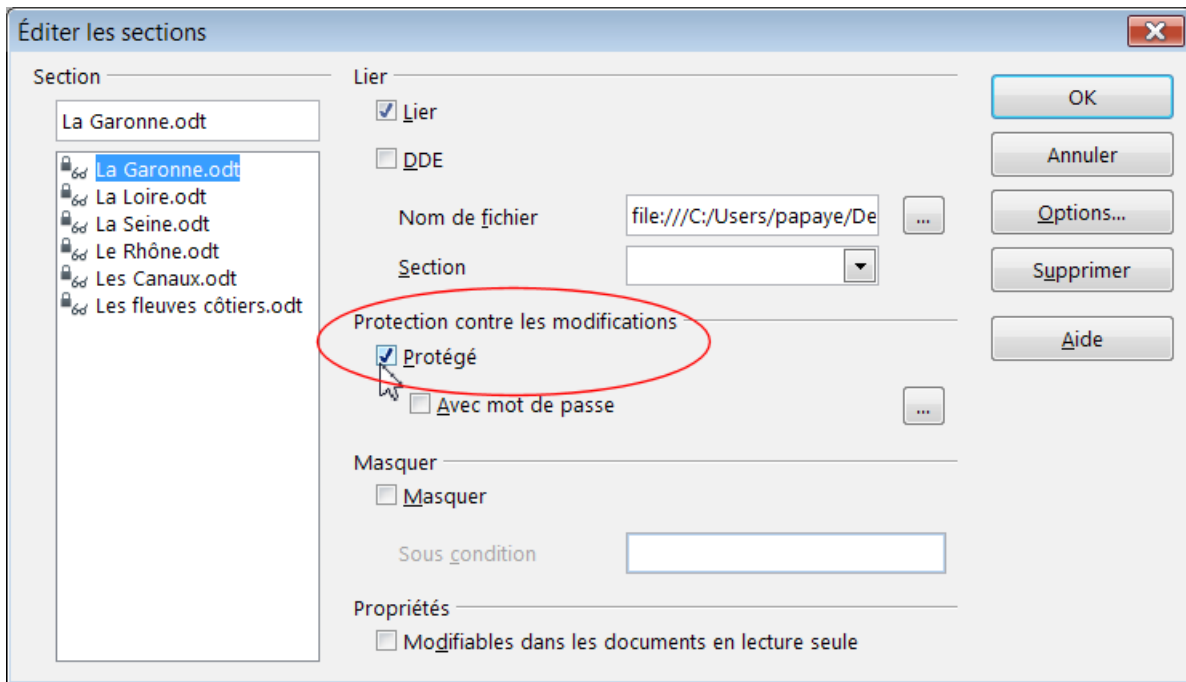 Éditer les sections
Section
La Garonne.odt
La Garonne.odt
La Loire.odt
La Seine.odt
Le Rhône.odt
Les Canaux.odt
Les fleuves côtiers.odt
Lier
Lier
DDE
Nom de fichier file:///C:/Users/papaye/De ...
Section
Protection contre les modifications
Protégé
Avec mot de passe ...
Masquer
Masquer
Sous condition
Propriétés
Modifiables dans les documents en lecture seule
OK
Annuler
Options...
Supprimer
Aide